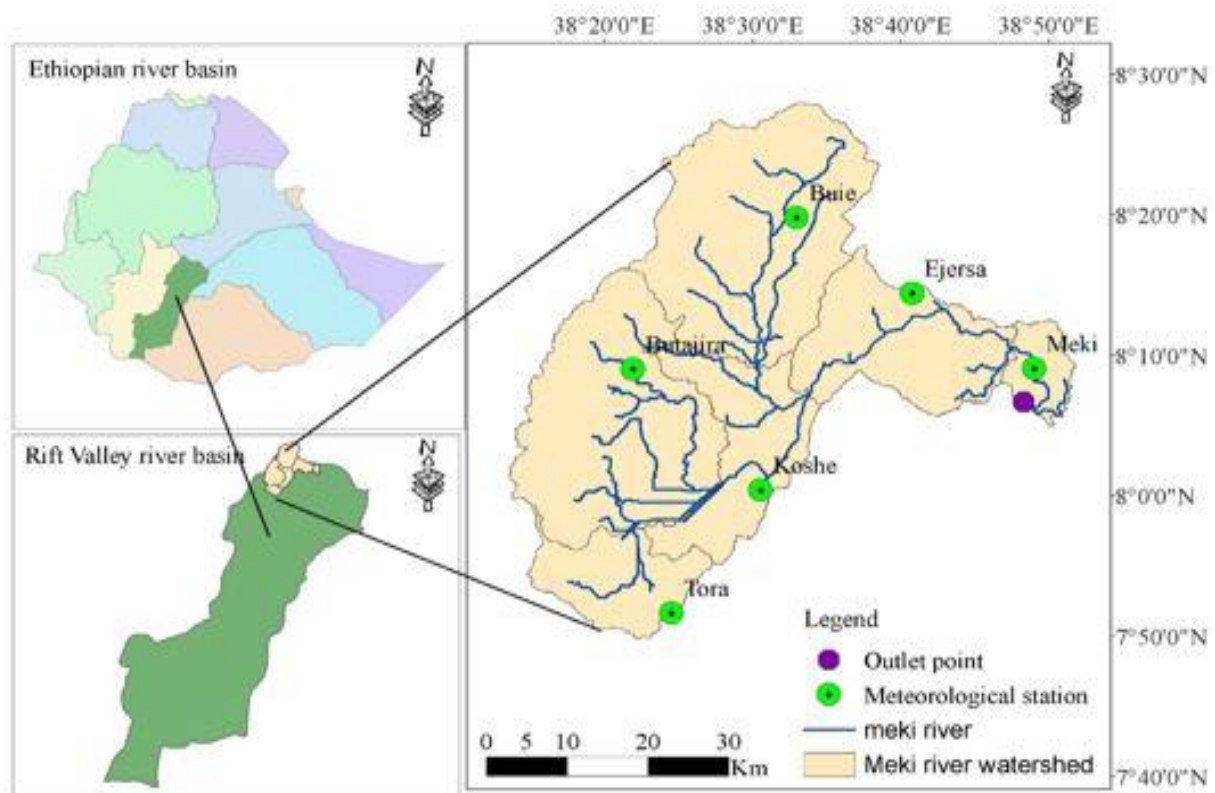 38°20'0"E 38°30'0"E 38°40'0"E 38°50'0"E
Ethiopian river basin
N
N
8°30'0"N
Buie
8°20'0"N
Ejersa
Butajira
Meki
8°10'0"N
Rift Valley river basin
N
Koshe
8°0'0"N
Tora
7°50'0"N
Legend
Outlet point
Meteorological station
meki river
Meki river watershed
0 5 10 20 30
Km
7°40'0"N